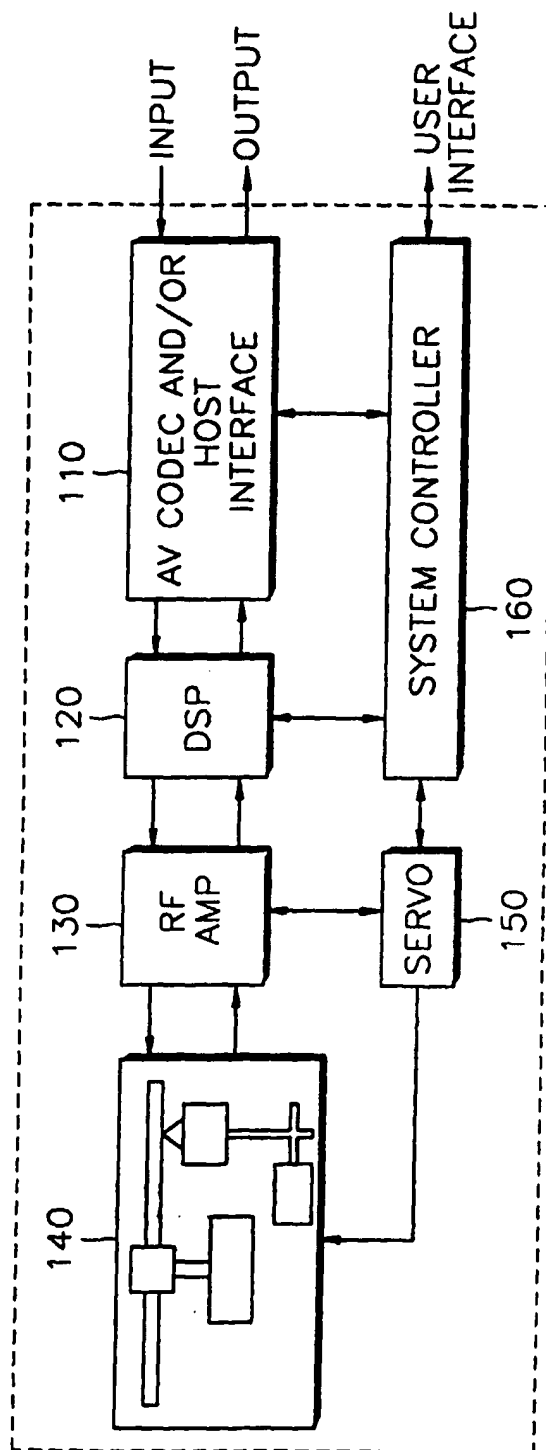 140
130
RF
AMP
120
DSP
110
AV CODEC AND/OR
HOST
INTERFACE
INPUT
OUTPUT
SERVO
150
SYSTEM CONTROLLER
160
USER
INTERFACE